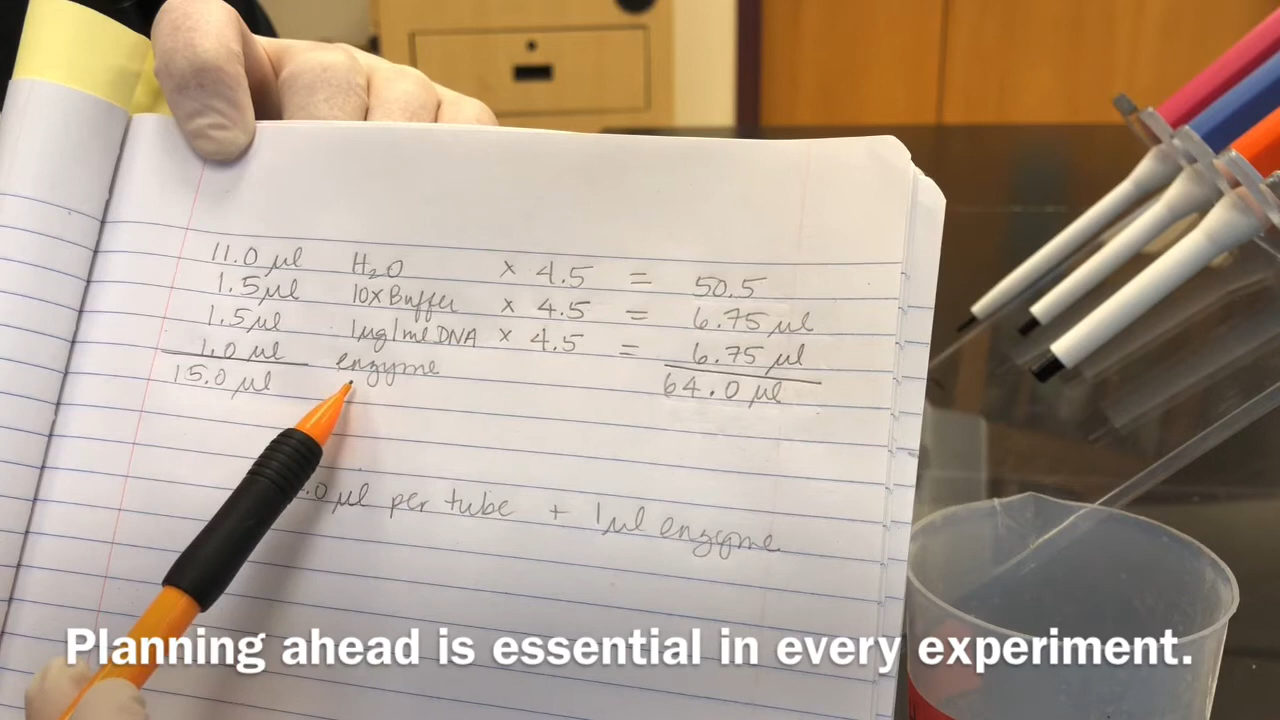 11.0 µl H₂O × 4.5 = 50.5
1.5 µl 10x Buffer × 4.5 = 6.75 µl
1.5 µl 1µg/ml DNA × 4.5 = 6.75 µl
1.0 µl enzyme
15.0 µl 64.0 µl
.0 µl per tube + 1µl enzyme
Planning ahead is essential in every experiment.